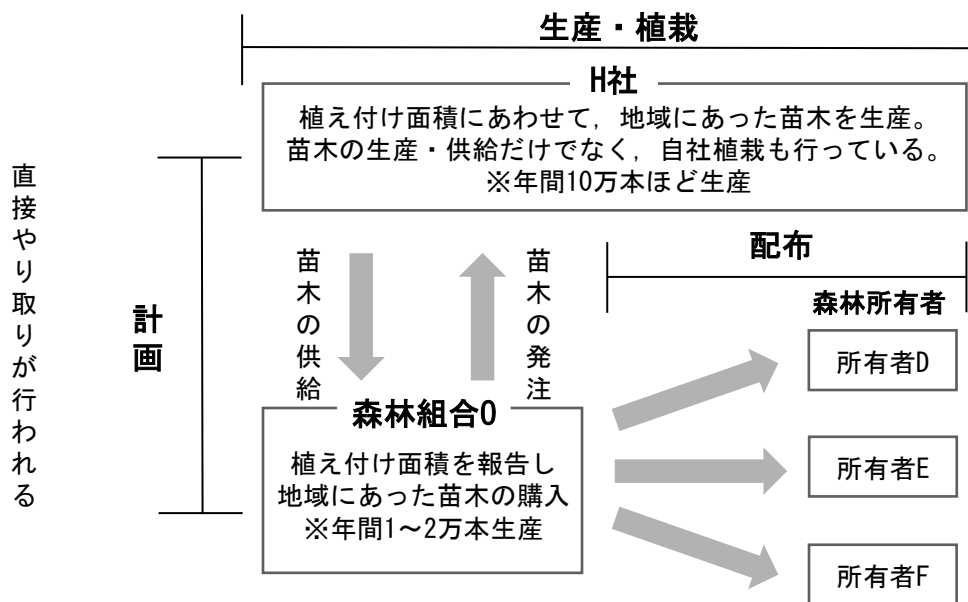 生産・植栽
H社
植え付け面積にあわせて，地域にあった苗木を生産。
苗木の生産・供給だけでなく，自社植栽も行っている。
※年間10万本ほど生産
直接やり取りが行われる
計画
苗木の供給
苗木の発注
配布
森林所有者
所有者D
所有者E
所有者F
森林組合O
植え付け面積を報告し
地域にあった苗木の購入
※年間1～2万本生産